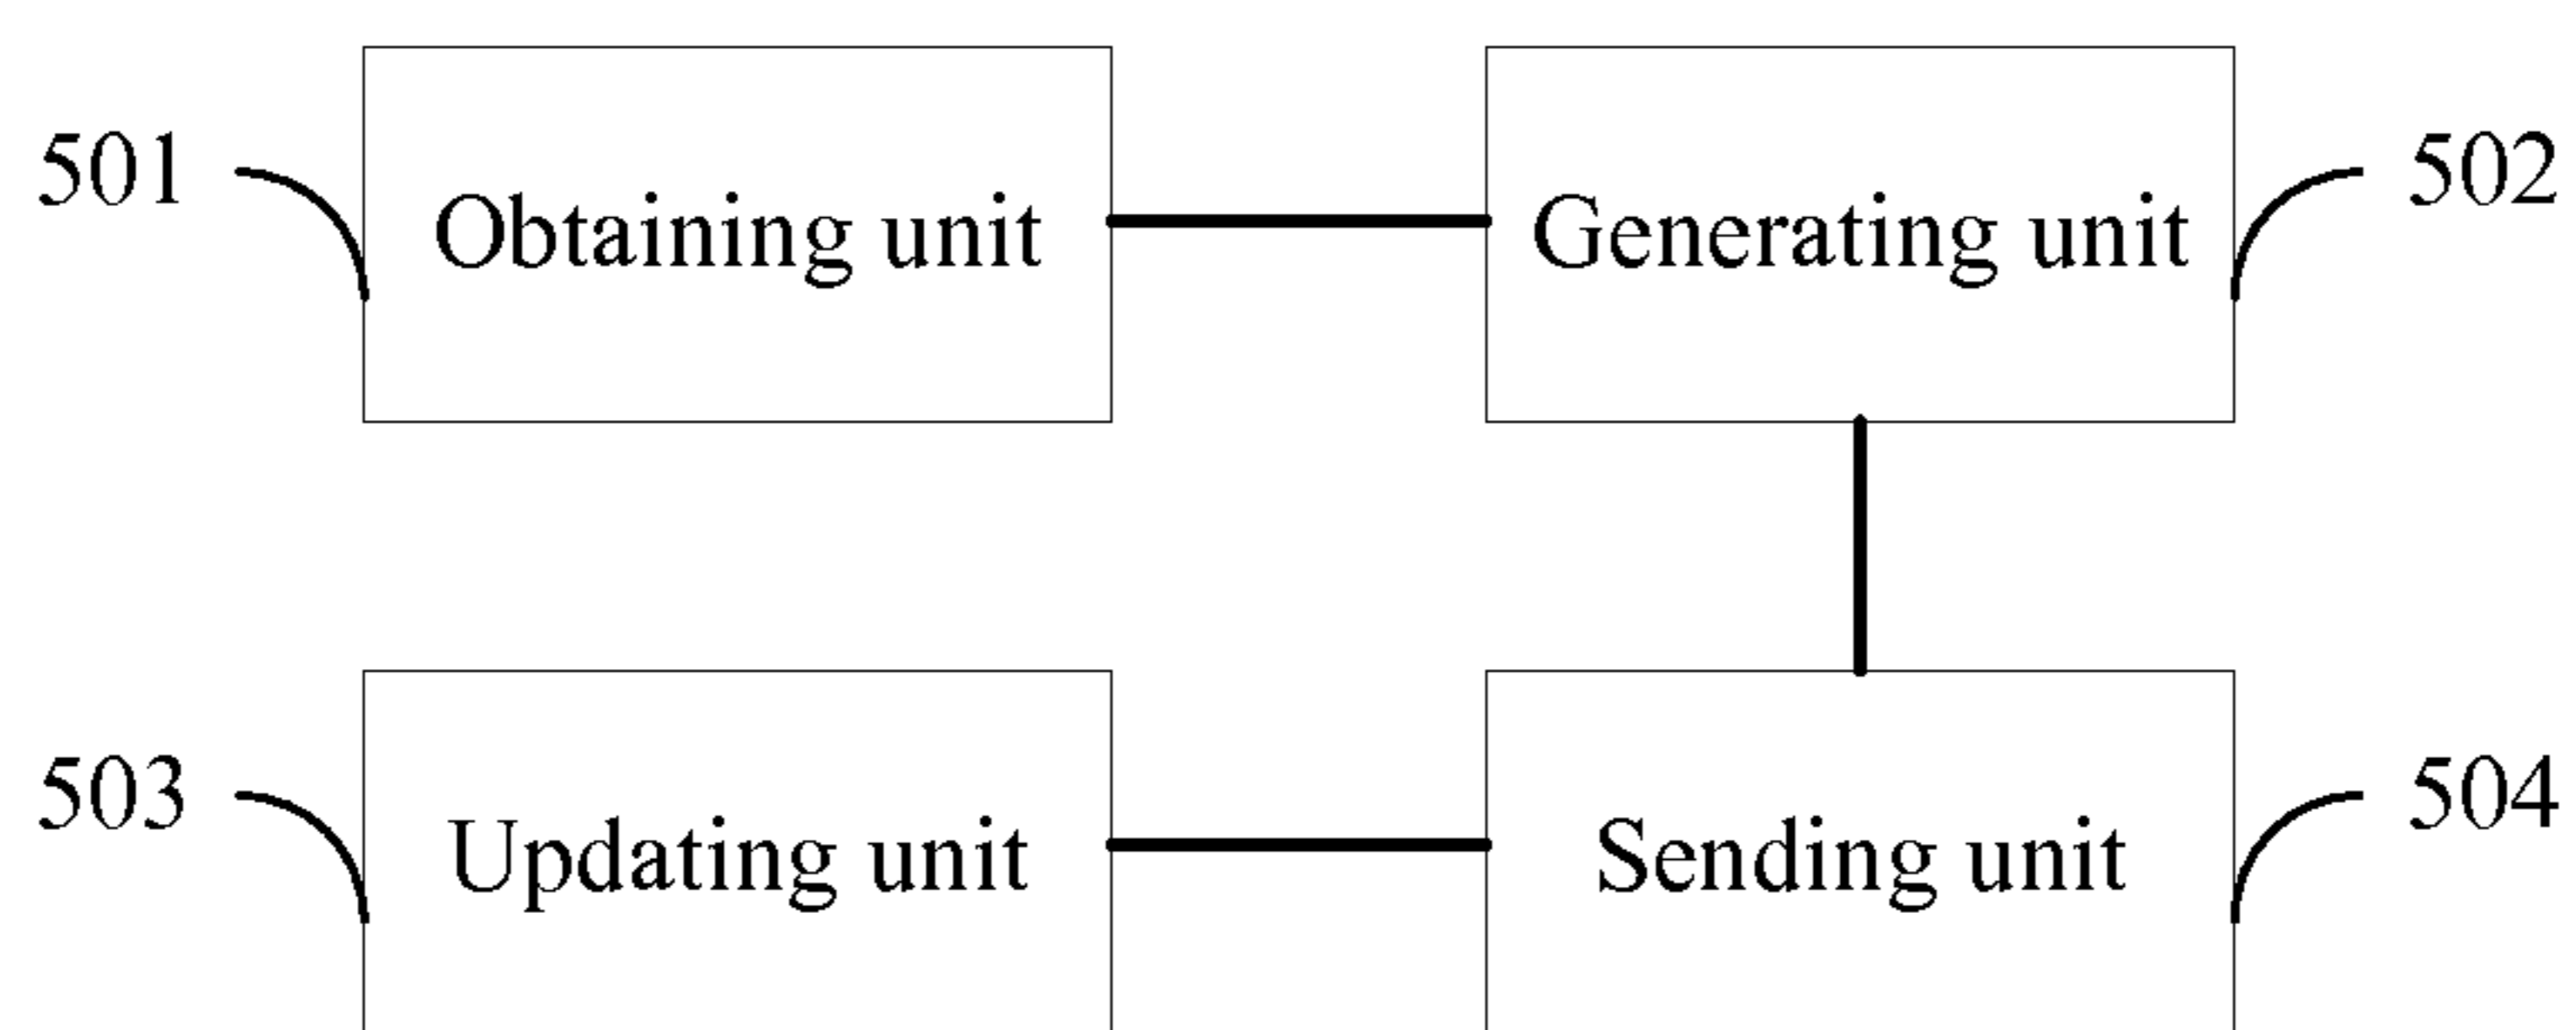 501
Obtaining unit
Generating unit
502
503
Updating unit
Sending unit
504